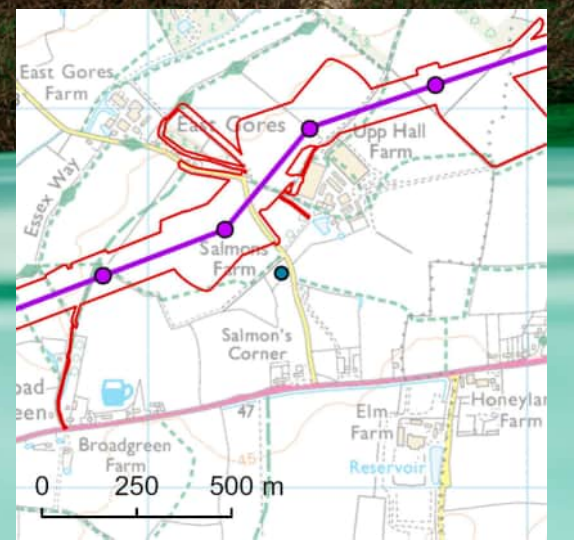 East Gores
Farm
East Gores
Upp Hall
Farm
Essex Way
Salmons
Farm
Salmon's
Corner
oad
een
47
Elm
Farm
Honeylan
Farm
Broadgreen
Farm
45
Reservoir
0 250 500 m